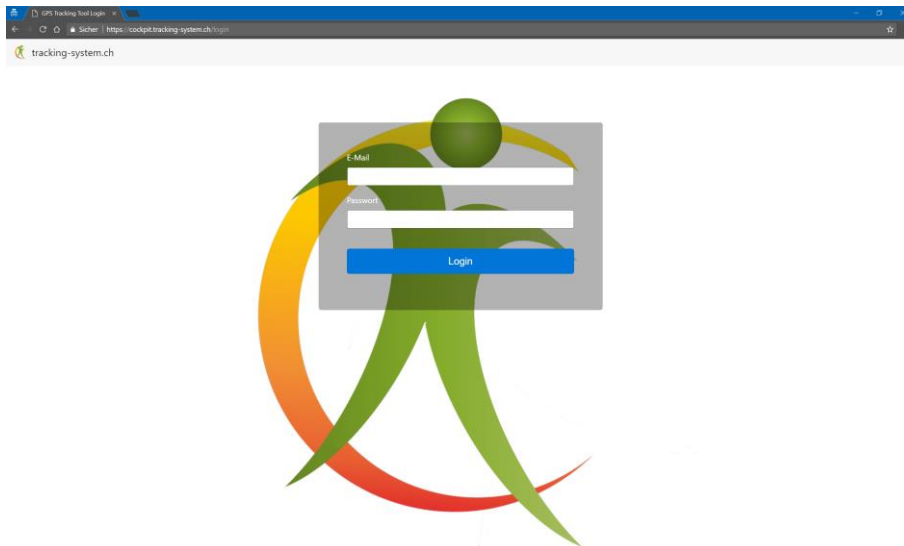 GPS Tracking Tool Login
Sicher | https://cockpit.tracking-system.ch/login
tracking-system.ch
E-Mail
Passwort
Login